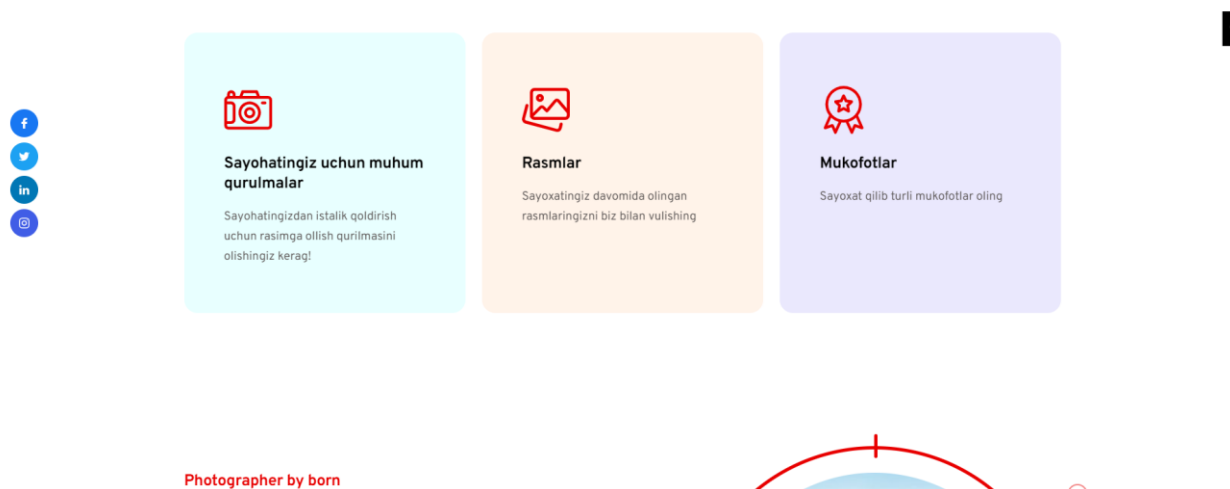 Sayohatingiz uchun muhum
qurulmalar
Sayohatingizdan istalik qoldirish
uchun rasimga ollish qurilmasini
olishingiz kerag!
Rasmlar
Sayoxatingiz davomida olingan
rasmlaringizni biz bilan vulishing
Mukofotlar
Sayoxat qilib turli mukofotlar oling
Photographer by born